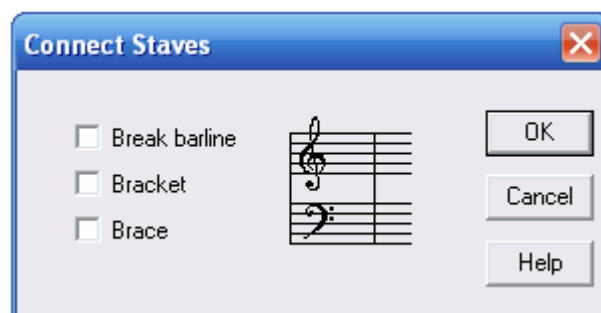 Connect Staves
Break barline
Bracket
Brace
OK
Cancel
Help